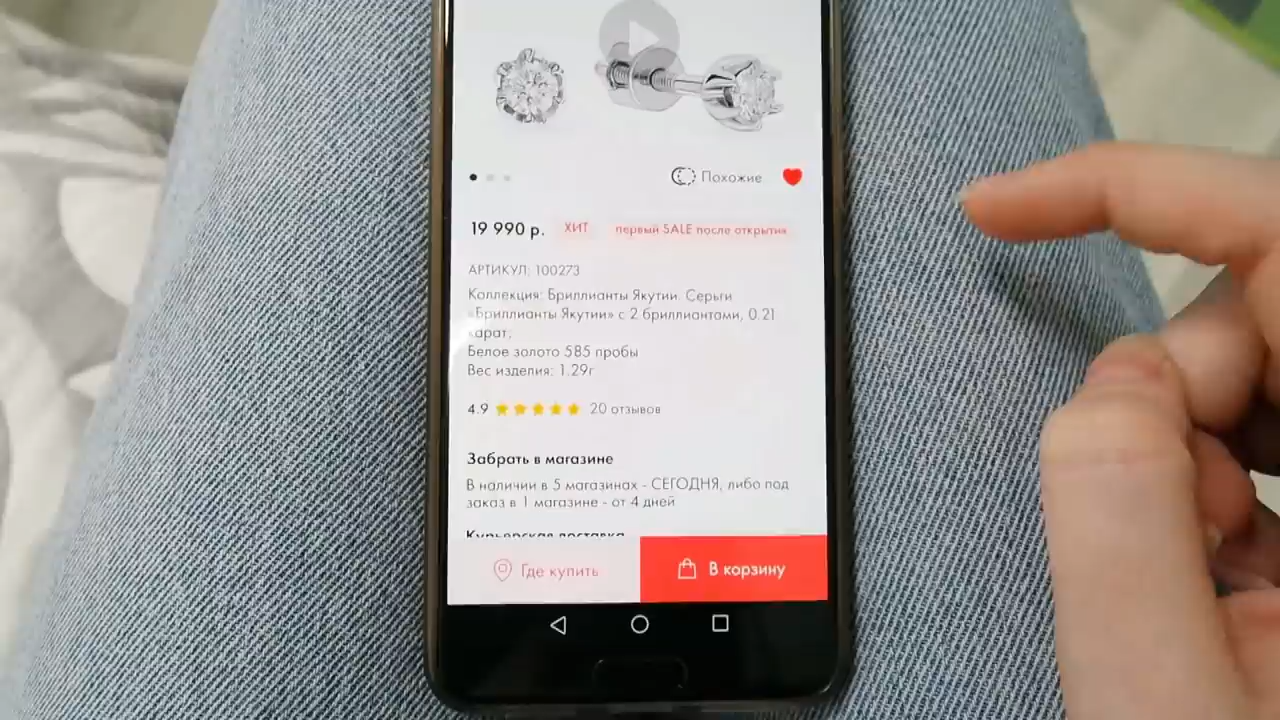 Похожие
19 990 р. ХИТ первый SALE после открытия
АРТИКУЛ: 100273
Коллекция: Бриллианты Якутии. Серьги
«Бриллианты Якутии» с 2 бриллиантами, 0.21
карат;
Белое золото 585 пробы
Вес изделия: 1.29г
4.9 20 отзывов
Забрать в магазине
В наличии в 5 магазинах - СЕГОДНЯ, либо под
заказ в 1 магазине - от 4 дней
Курьерская доставка
Где купить В корзину